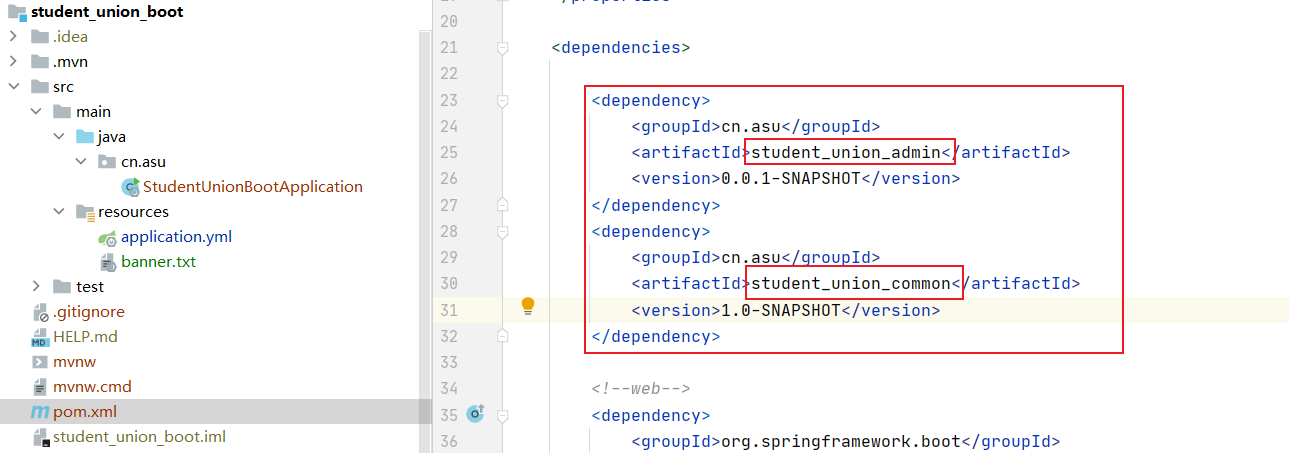 student_union_boot
.idea
.mvn
src
main
java
cn.asu
StudentUnionBootApplication
resources
application.yml
banner.txt
test
.gitignore
HELP.md
mvnw
mvnw.cmd
pom.xml
student_union_boot.iml
20
21 <dependencies>
22
23 <dependency>
24 <groupId>cn.asu</groupId>
25 <artifactId>student_union_admin</artifactId>
26 <version>0.0.1-SNAPSHOT</version>
27 </dependency>
28 <dependency>
29 <groupId>cn.asu</groupId>
30 <artifactId>student_union_common</artifactId>
31 <version>1.0-SNAPSHOT</version>
32 </dependency>
33
34 <!--web-->
35 <dependency>
36 <groupId>org.springframework.boot</groupId>